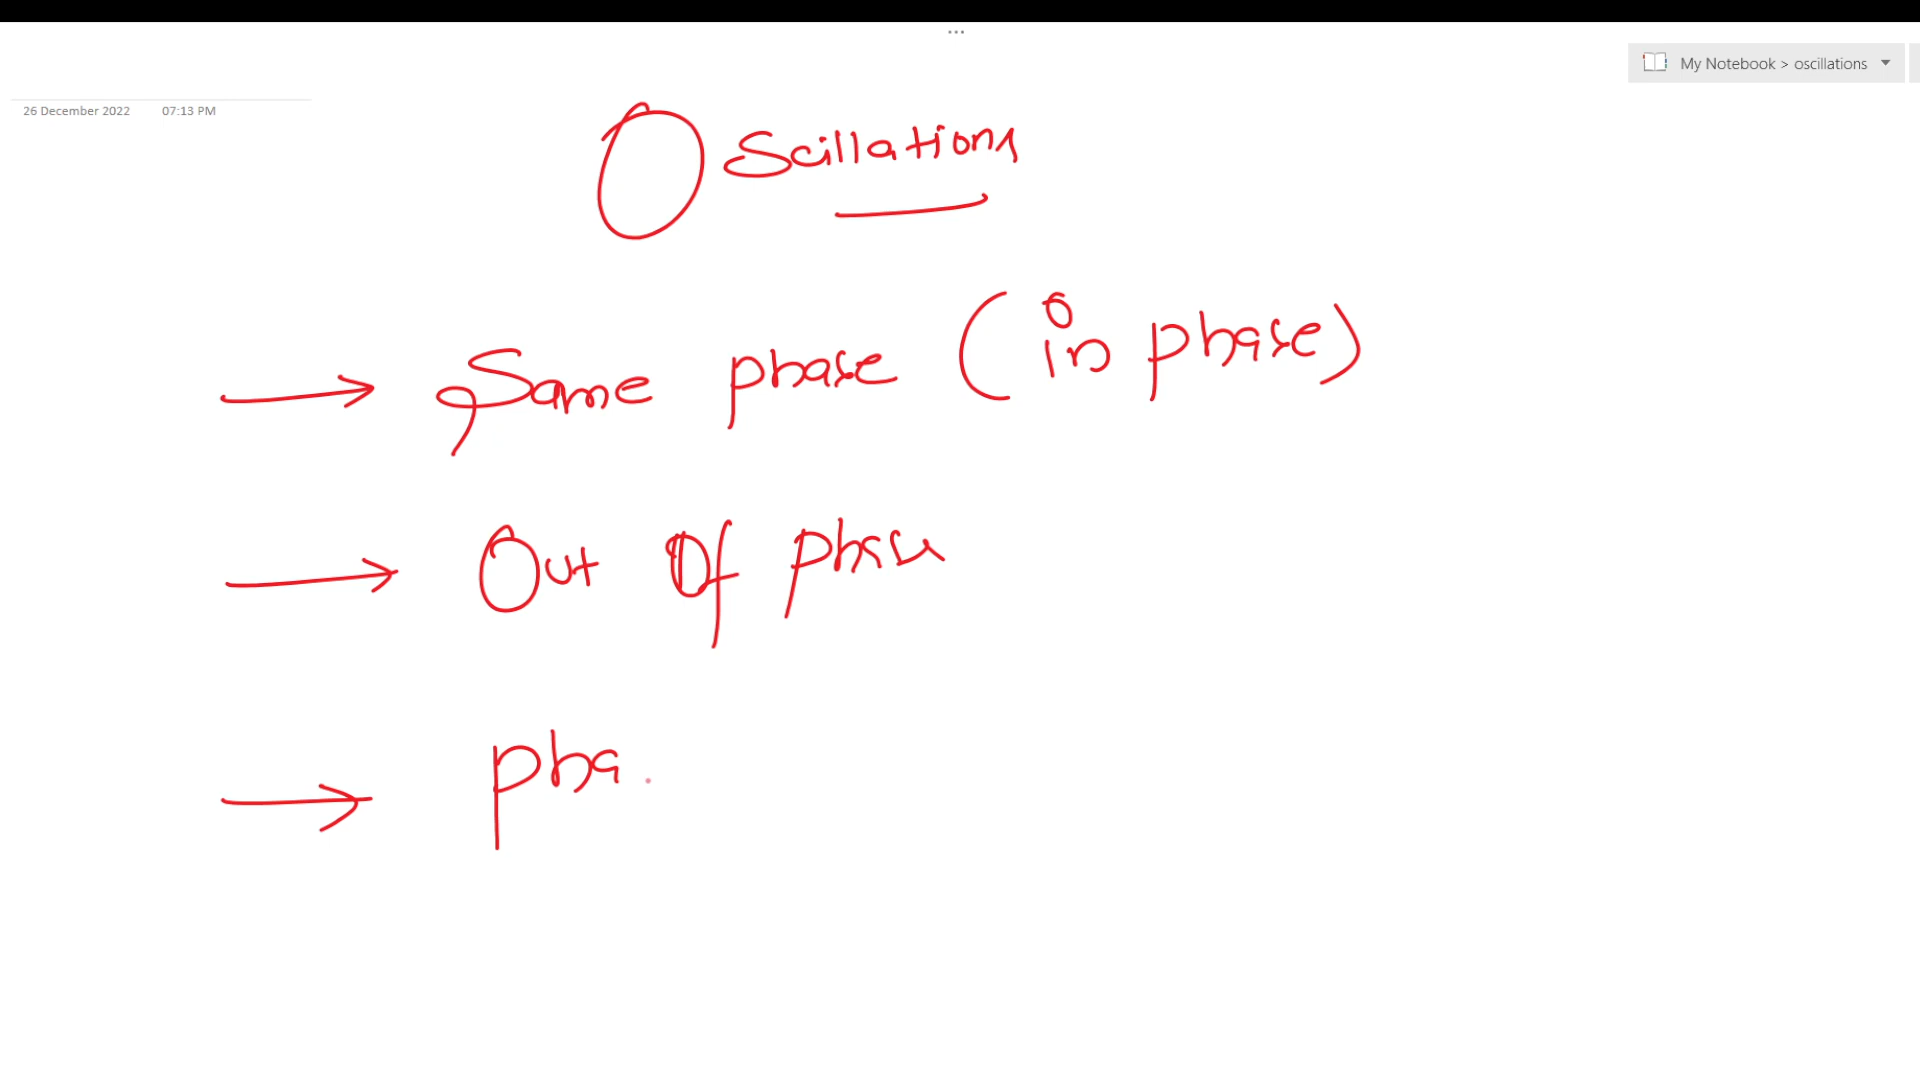 ...
My Notebook > oscillations
26 December 2022 07:13 PM
Oscillations
→ Same phase (in phase)
→ Out Of phase
→ pha